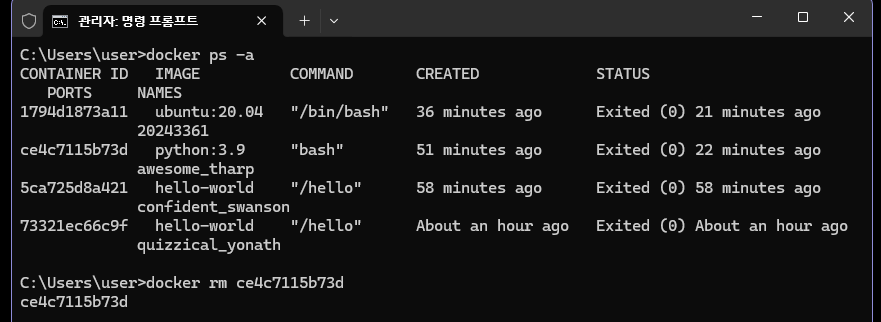 관리자: 명령 프롬프트
C:\Users\user>docker ps -a
CONTAINER ID   IMAGE          COMMAND       CREATED             STATUS
   PORTS     NAMES
1794d1873a11   ubuntu:20.04   "/bin/bash"   36 minutes ago      Exited (0) 21 minutes ago
             20243361
ce4c7115b73d   python:3.9     "bash"        51 minutes ago      Exited (0) 22 minutes ago
             awesome_tharp
5ca725d8a421   hello-world    "/hello"      58 minutes ago      Exited (0) 58 minutes ago
             confident_swanson
73321ec66c9f   hello-world    "/hello"      About an hour ago   Exited (0) About an hour ago
             quizzical_yonath
C:\Users\user>docker rm ce4c7115b73d
ce4c7115b73d